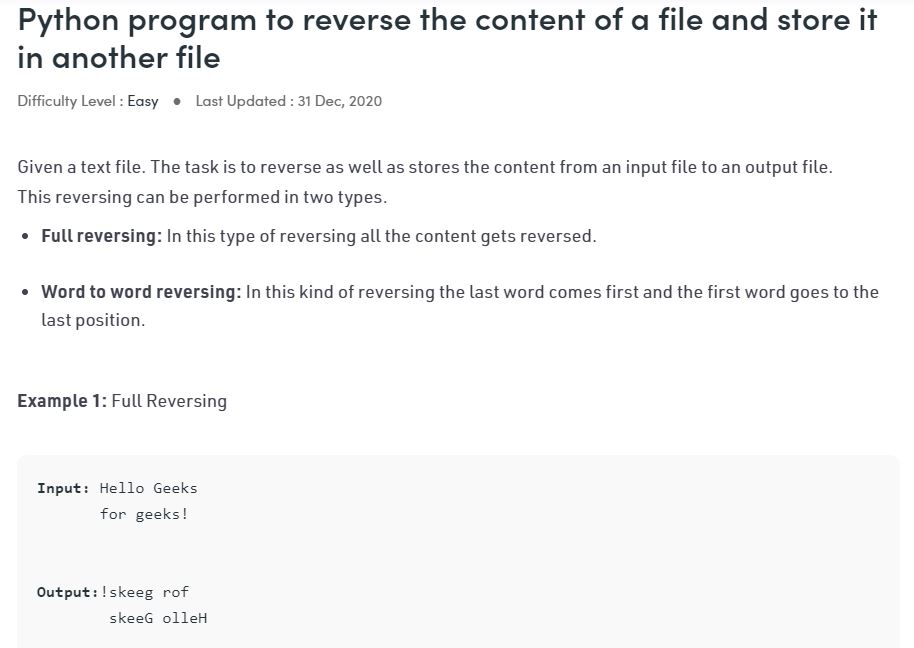 Python program to reverse the content of a file and store it
in another file
Difficulty Level : Easy ● Last Updated : 31 Dec, 2020
Given a text file. The task is to reverse as well as stores the content from an input file to an output file.
This reversing can be performed in two types.
• Full reversing: In this type of reversing all the content gets reversed.
• Word to word reversing: In this kind of reversing the last word comes first and the first word goes to the
last position.
Example 1: Full Reversing
Input: Hello Geeks
for geeks!
Output:!skeeg rof
skeeG olleH